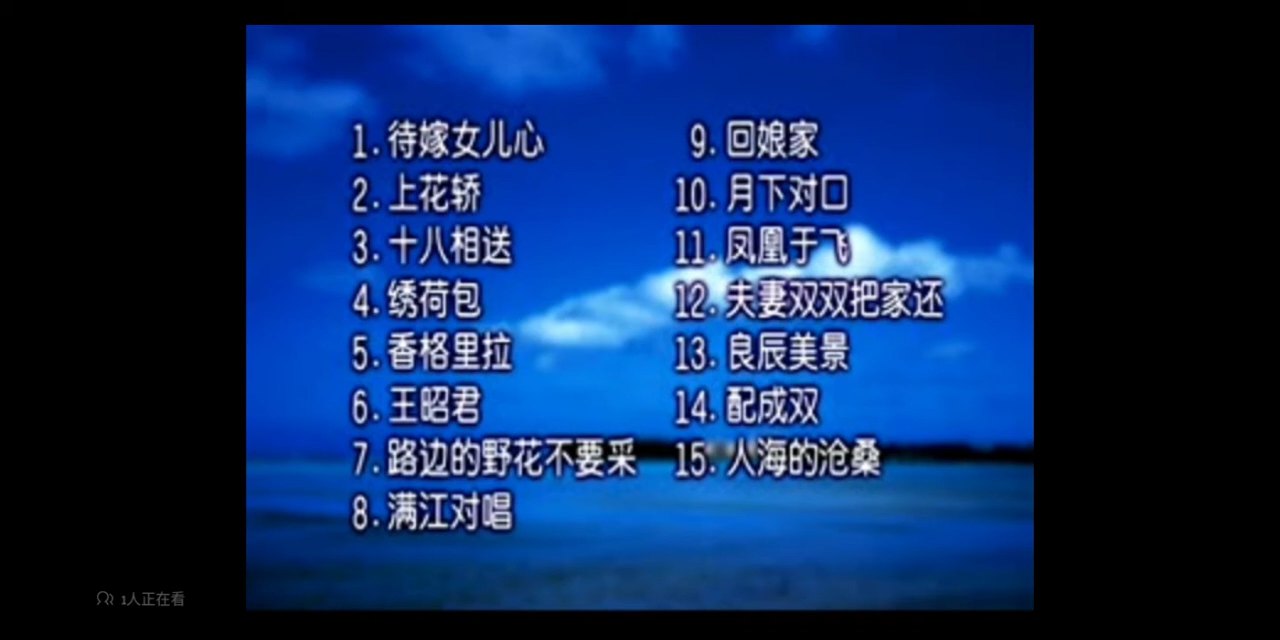 1. 待嫁女儿心
2. 上花轿
3. 十八相送
4. 绣荷包
5. 香格里拉
6. 王昭君
7. 路边的野花不要采
8. 满江对唱
9. 回娘家
10. 月下对口
11. 凤凰于飞
12. 夫妻双双把家还
13. 良辰美景
14. 配成双
15. 人海的沧桑
1人正在看